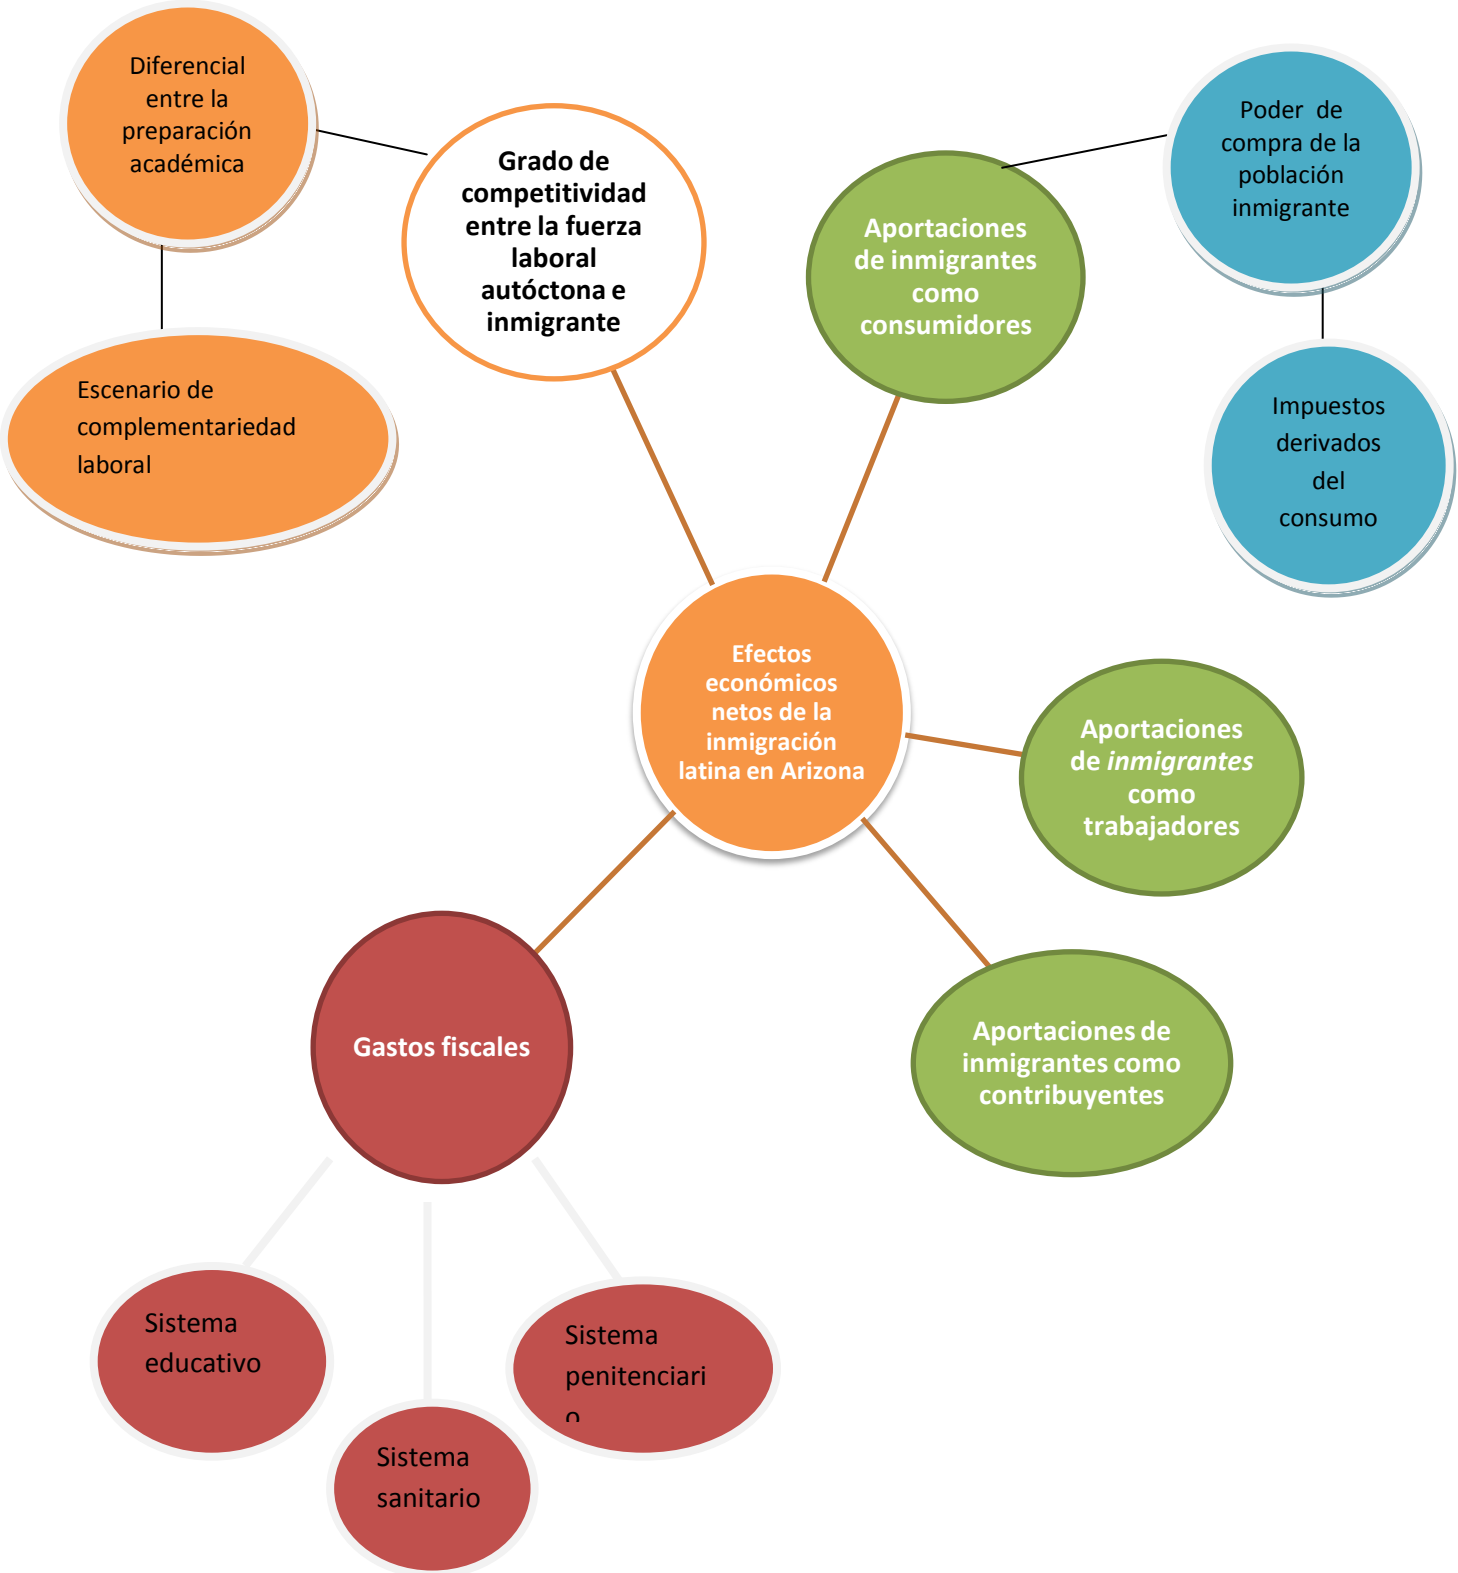 Diferencial
entre la
preparación
académica
Grado de
competitividad
entre la fuerza
laboral
autóctona e
inmigrante
Escenario de
complementariedad
laboral
Aportaciones
de inmigrantes
como
consumidores
Poder de
compra de la
población
inmigrante
Impuestos
derivados
del
consumo
Efectos
económicos
netos de la
inmigración
latina en Arizona
Aportaciones
de inmigrantes
como
trabajadores
Aportaciones de
inmigrantes como
contribuyentes
Gastos fiscales
Sistema
educativo
Sistema
sanitario
Sistema
penitenciari
o